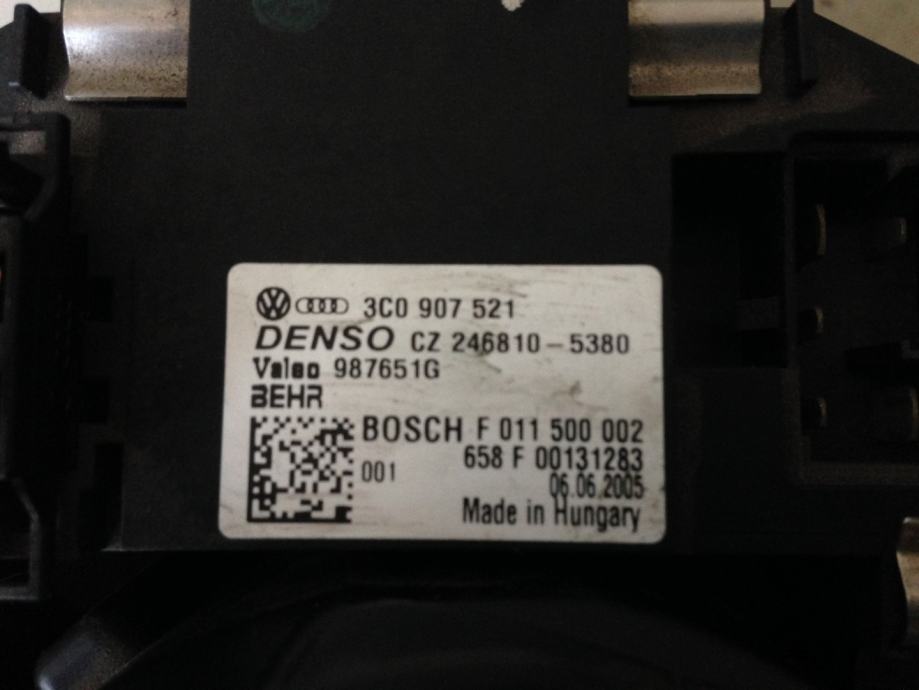 3C0 907 521
DENSO CZ 246810-5380
Valeo 987651G
BEHR
BOSCH F 011 500 002
658 F 00131283
001
06.06.2005
Made in Hungary